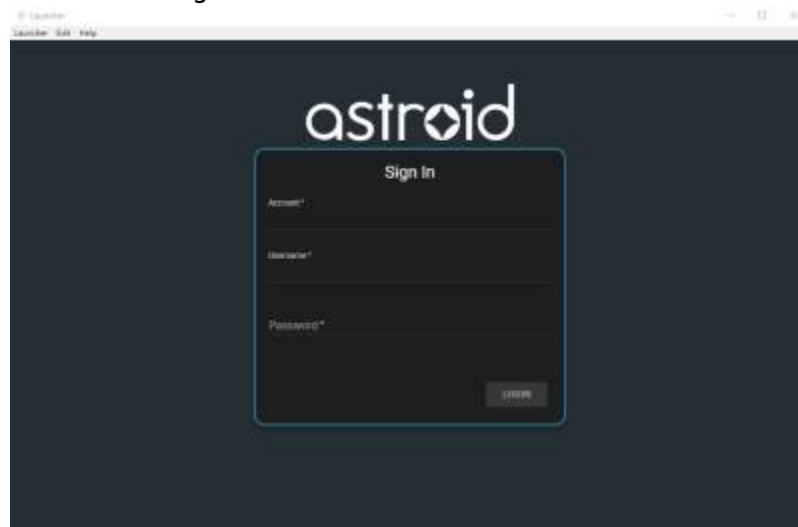 Launcher
Launcher Edit Help
astroid
Sign In
Account*
Username*
Password*
LOGIN